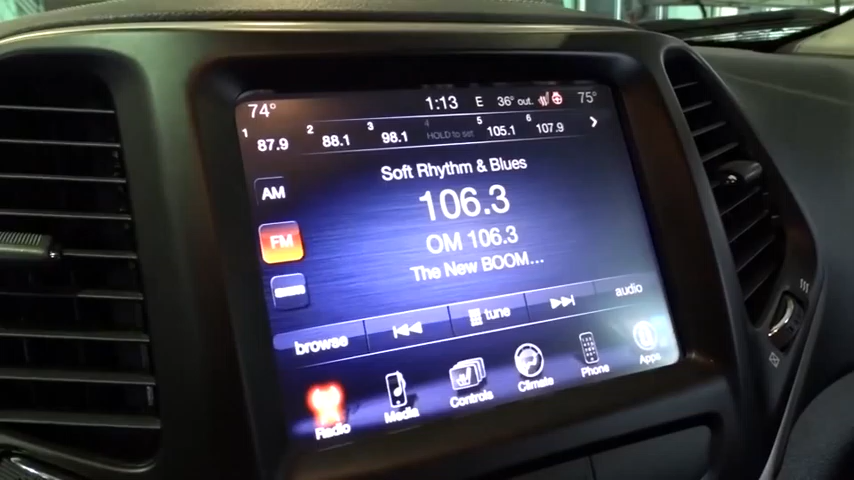 74° 1:13 E 36° out. 75°
1 87.9 2 88.1 3 98.1 4 HOLD to set 5 105.1 6 107.9
Soft Rhythm & Blues
AM
106.3
FM
OM 106.3
The New BOOM...
browse tune audio
Radio Media Controls Climate Phone Apps